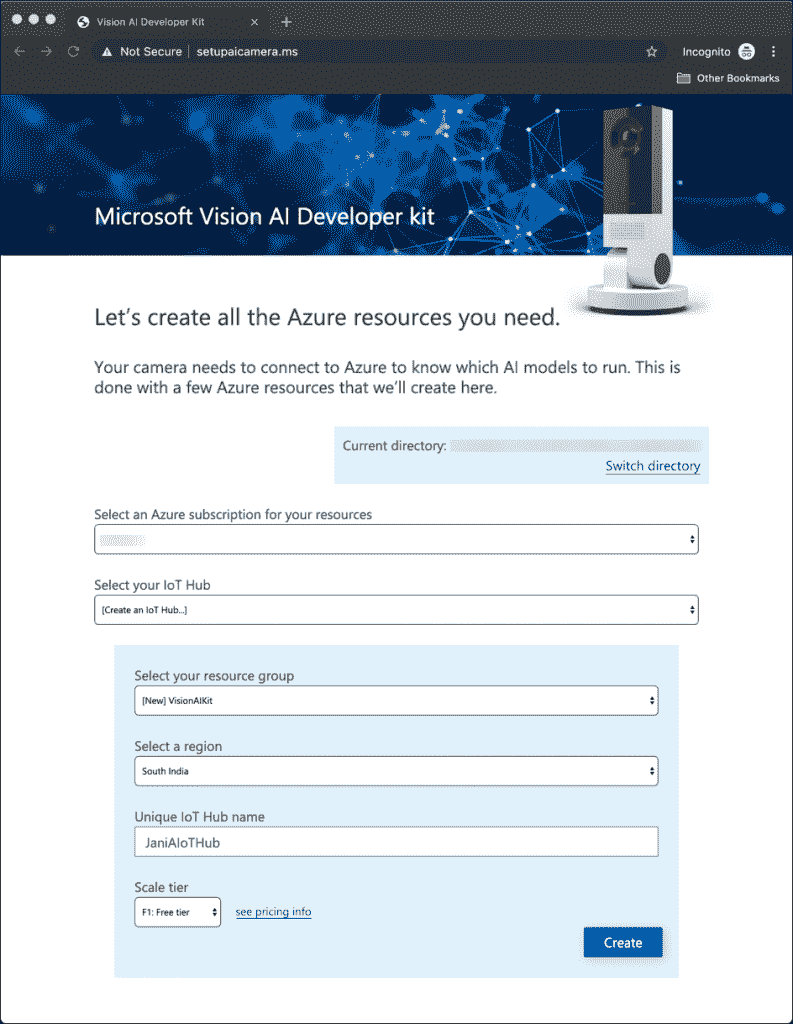 Vision AI Developer Kit
Not Secure
setupaicamera.ms
Incognito
Other Bookmarks
Microsoft Vision AI Developer kit
Let's create all the Azure resources you need.
Your camera needs to connect to Azure to know which AI models to run. This is
done with a few Azure resources that we'll create here.
Current directory:
Switch directory
Select an Azure subscription for your resources
Select your IoT Hub
[Create an IoT Hub...]
Select your resource group
[New] VisionAIKit
Select a region
South India
Unique IoT Hub name
JaniAIoTHub
Scale tier
F1: Free tier
see pricing info
Create